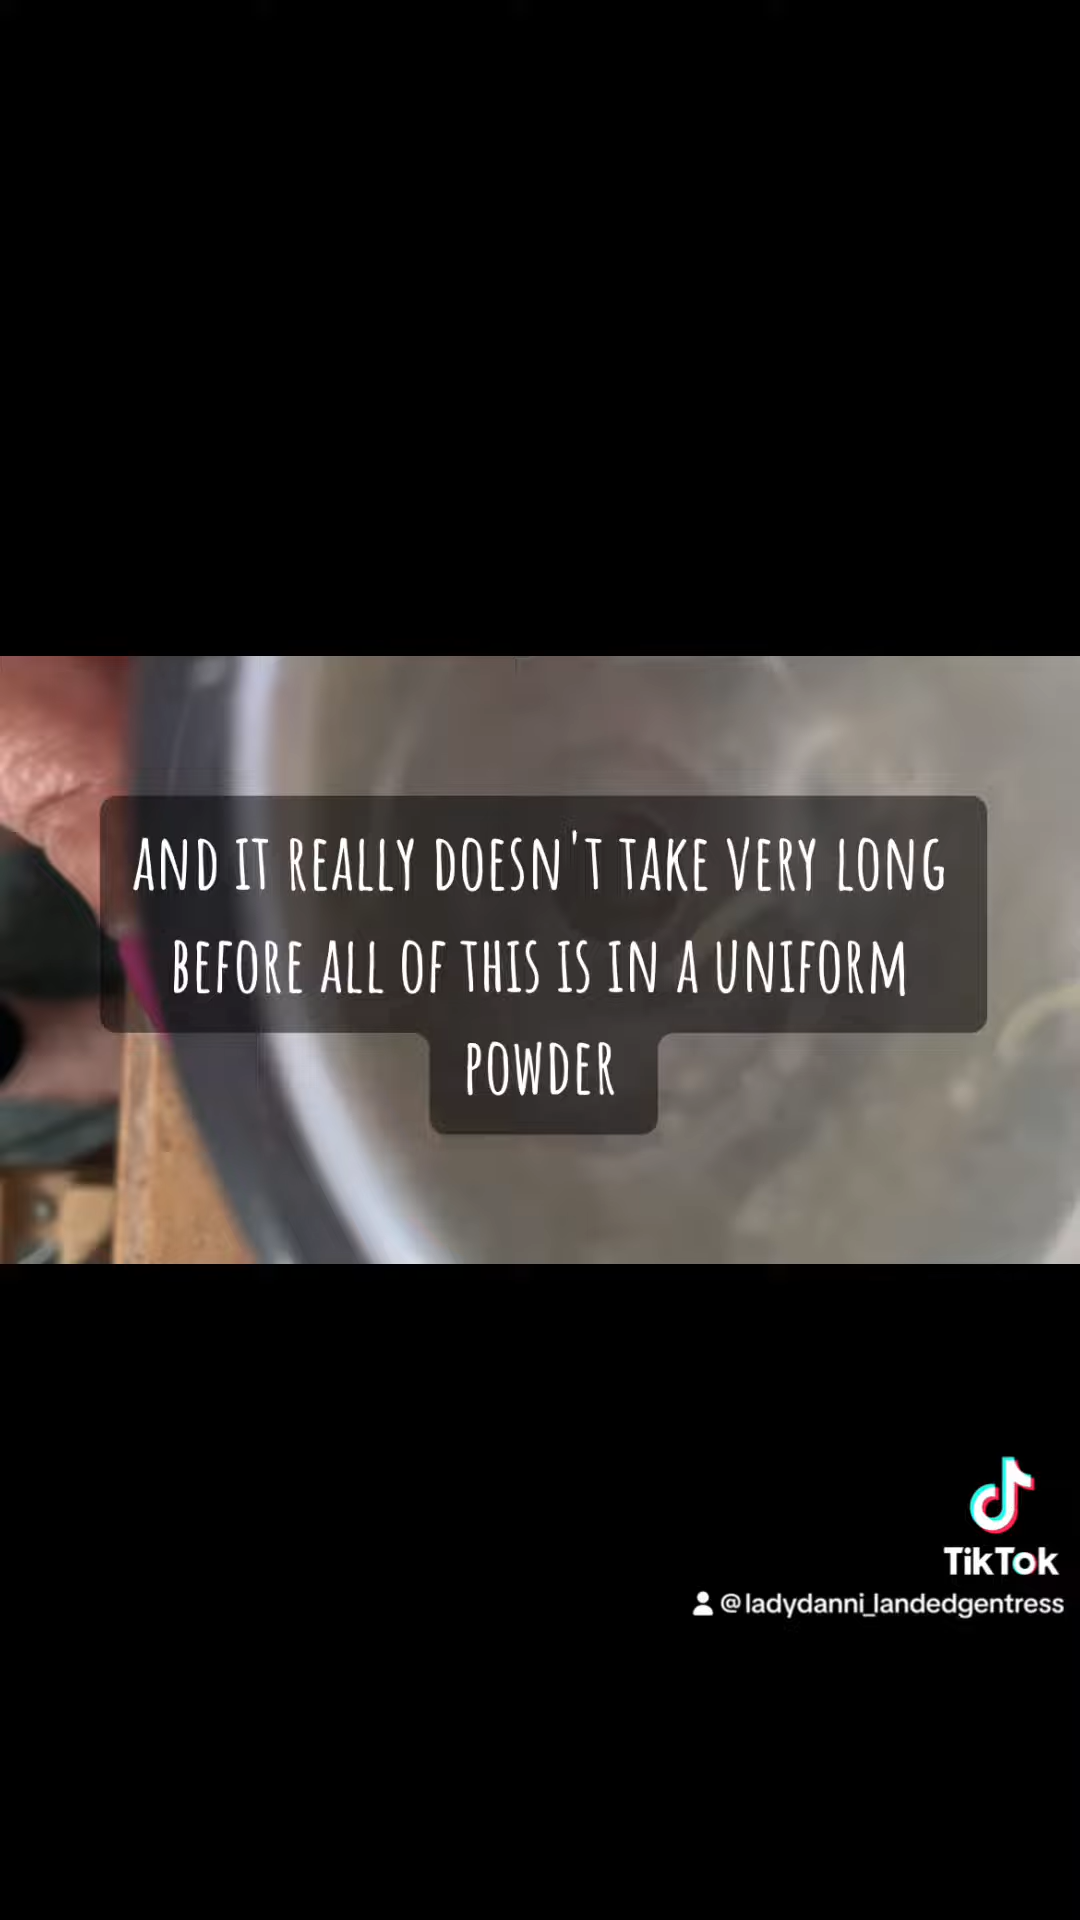 AND IT REALLY DOESN'T TAKE VERY LONG
BEFORE ALL OF THIS IS IN A UNIFORM
POWDER
TikTok
@ladydanni_landedgentress